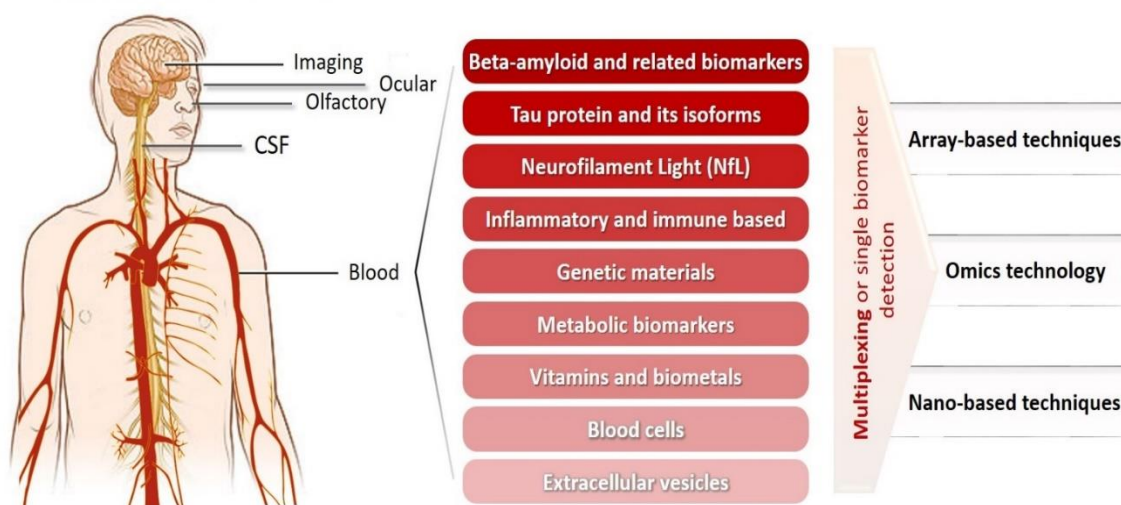 Imaging
Ocular
Olfactory
CSF
Blood
Beta-amyloid and related biomarkers
Tau protein and its isoforms
Neurofilament Light (NfL)
Inflammatory and immune based
Genetic materials
Metabolic biomarkers
Vitamins and biometals
Blood cells
Extracellular vesicles
Multiplexing or single biomarker
detection
Array-based techniques
Omics technology
Nano-based techniques